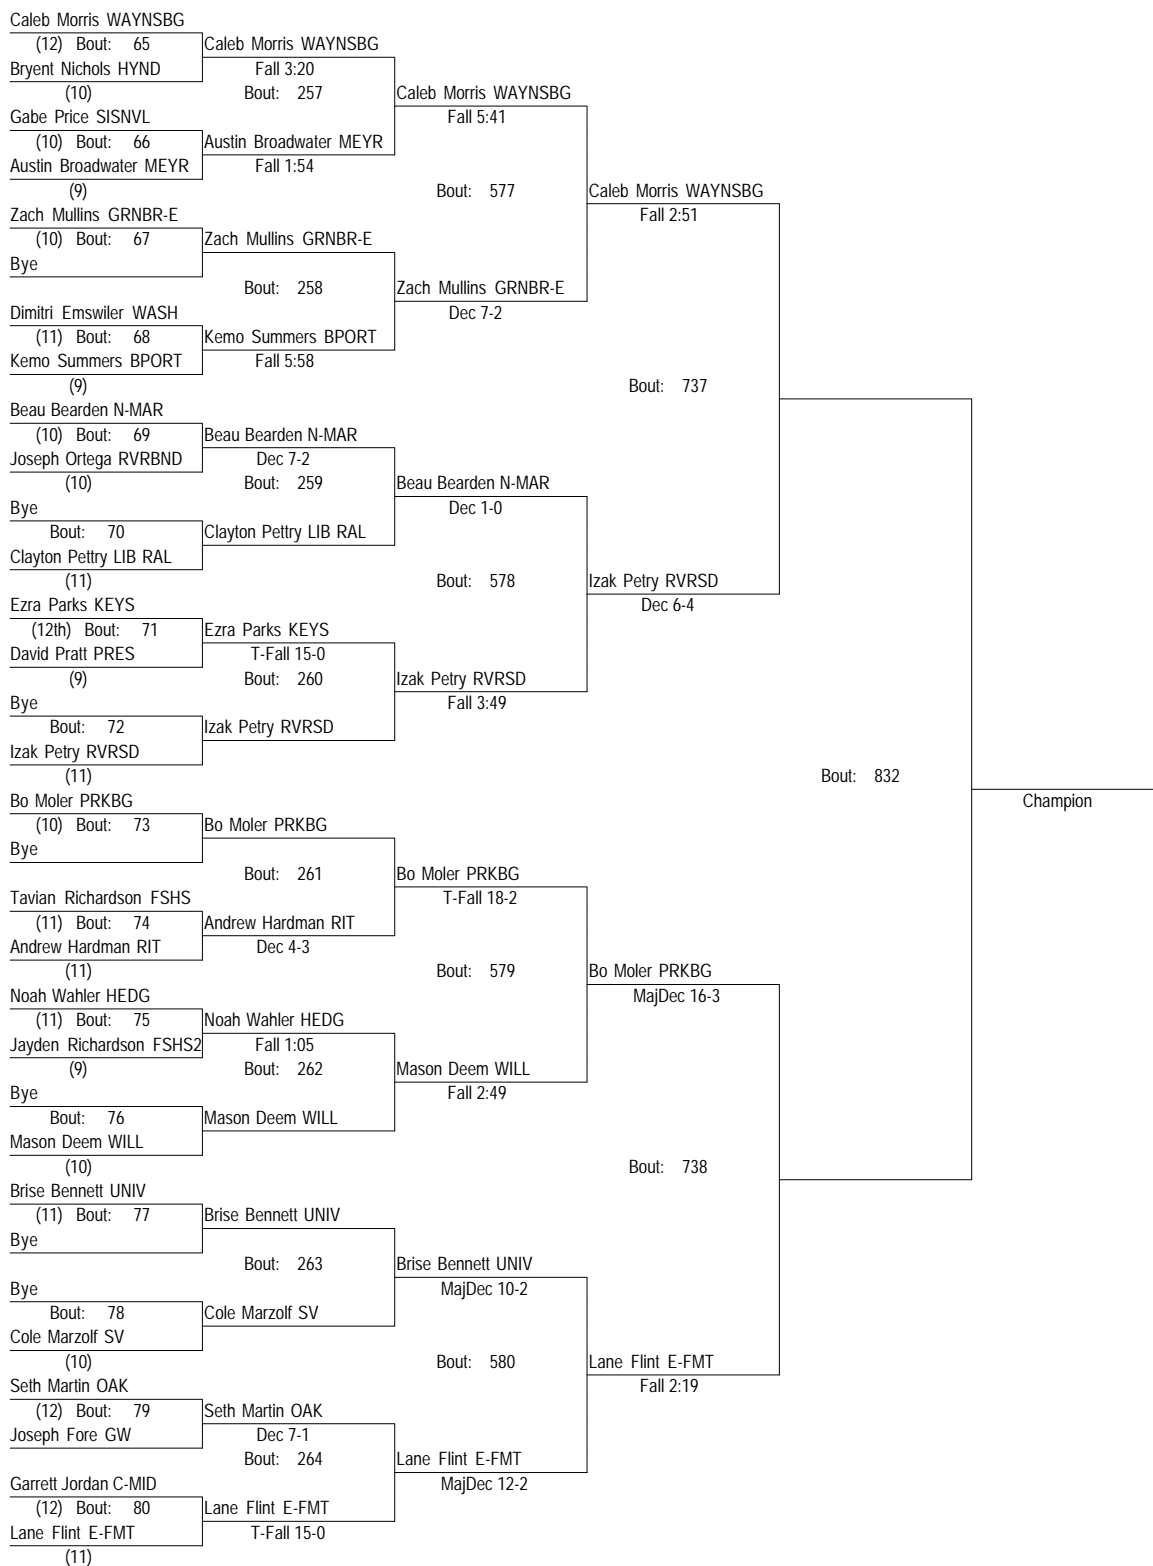 Caleb Morris WAYNSBG
(12) Bout: 65
Caleb Morris WAYNSBG
Bryent Nichols HYND
Fall 3:20
(10)
Bout: 257
Caleb Morris WAYNSBG
Gabe Price SISNVL
Fall 5:41
(10) Bout: 66
Austin Broadwater MEYR
Austin Broadwater MEYR
Fall 1:54
(9)
Bout: 577
Caleb Morris WAYNSBG
Zach Mullins GRNBR-E
Fall 2:51
(10) Bout: 67
Zach Mullins GRNBR-E
Bye
Bout: 258
Zach Mullins GRNBR-E
Dimitri Emswiler WASH
Dec 7-2
(11) Bout: 68
Kemo Summers BPORT
Kemo Summers BPORT
Fall 5:58
(9)
Bout: 737
Beau Bearden N-MAR
(10) Bout: 69
Beau Bearden N-MAR
Joseph Ortega RVRBND
Dec 7-2
(10)
Bout: 259
Beau Bearden N-MAR
Bye
Dec 1-0
Bout: 70
Clayton Pettry LIB RAL
Clayton Pettry LIB RAL
(11)
Bout: 578
Izak Petry RVRSD
Ezra Parks KEYS
Dec 6-4
(12th) Bout: 71
Ezra Parks KEYS
David Pratt PRES
T-Fall 15-0
(9)
Bout: 260
Izak Petry RVRSD
Bye
Fall 3:49
Bout: 72
Izak Petry RVRSD
Izak Petry RVRSD
(11)
Bout: 832
Bo Moler PRKBG
Champion
(10) Bout: 73
Bo Moler PRKBG
Bye
Bout: 261
Bo Moler PRKBG
Tavian Richardson FSHS
T-Fall 18-2
(11) Bout: 74
Andrew Hardman RIT
Andrew Hardman RIT
Dec 4-3
(11)
Bout: 579
Bo Moler PRKBG
Noah Wahler HEDG
MajDec 16-3
(11) Bout: 75
Noah Wahler HEDG
Jayden Richardson FSHS2
Fall 1:05
(9)
Bout: 262
Mason Deem WILL
Bye
Fall 2:49
Bout: 76
Mason Deem WILL
Mason Deem WILL
(10)
Bout: 738
Brise Bennett UNIV
(11) Bout: 77
Brise Bennett UNIV
Bye
Bout: 263
Brise Bennett UNIV
Bye
MajDec 10-2
Bout: 78
Cole Marzolf SV
Cole Marzolf SV
(10)
Bout: 580
Lane Flint E-FMT
Seth Martin OAK
Fall 2:19
(12) Bout: 79
Seth Martin OAK
Joseph Fore GW
Dec 7-1
Bout: 264
Lane Flint E-FMT
Garrett Jordan C-MID
MajDec 12-2
(12) Bout: 80
Lane Flint E-FMT
Lane Flint E-FMT
T-Fall 15-0
(11)